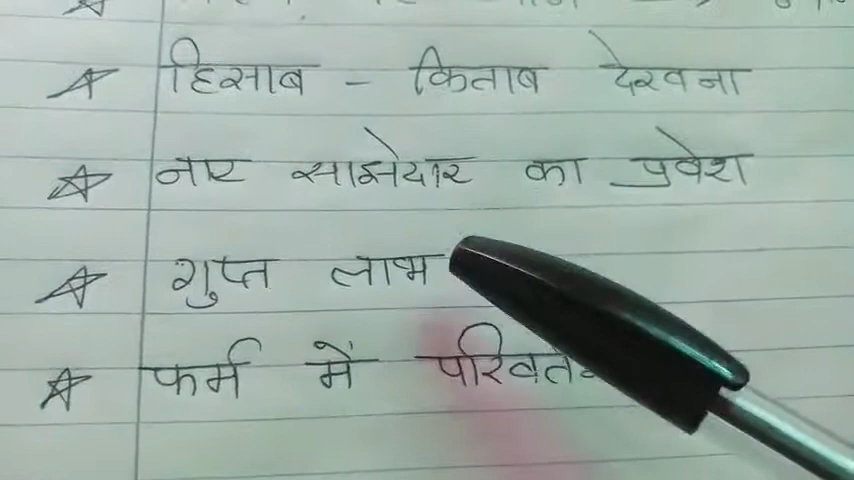 हिसाब - किताब देखना
नए साझेदार का प्रवेश
गुप्त लाभ
फर्म में